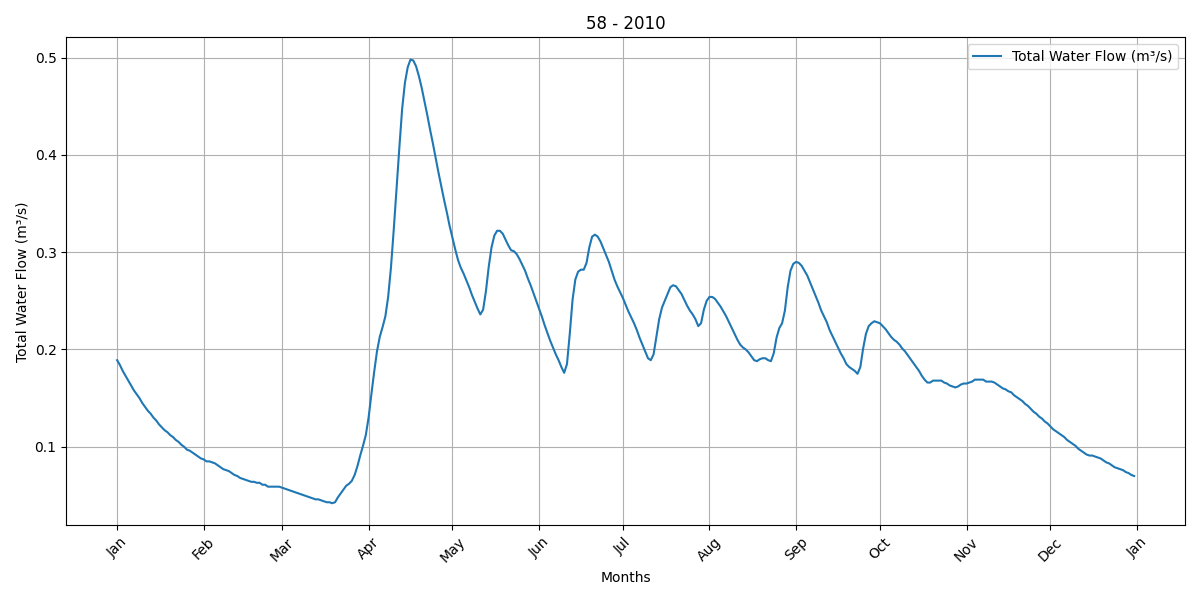 58 - 2010
Total Water Flow (m³/s)
Total Water Flow (m³/s)
0.5
0.4
0.3
0.2
0.1
Jan Feb Mar Apr May Jun Jul Aug Sep Oct Nov Dec Jan
Months